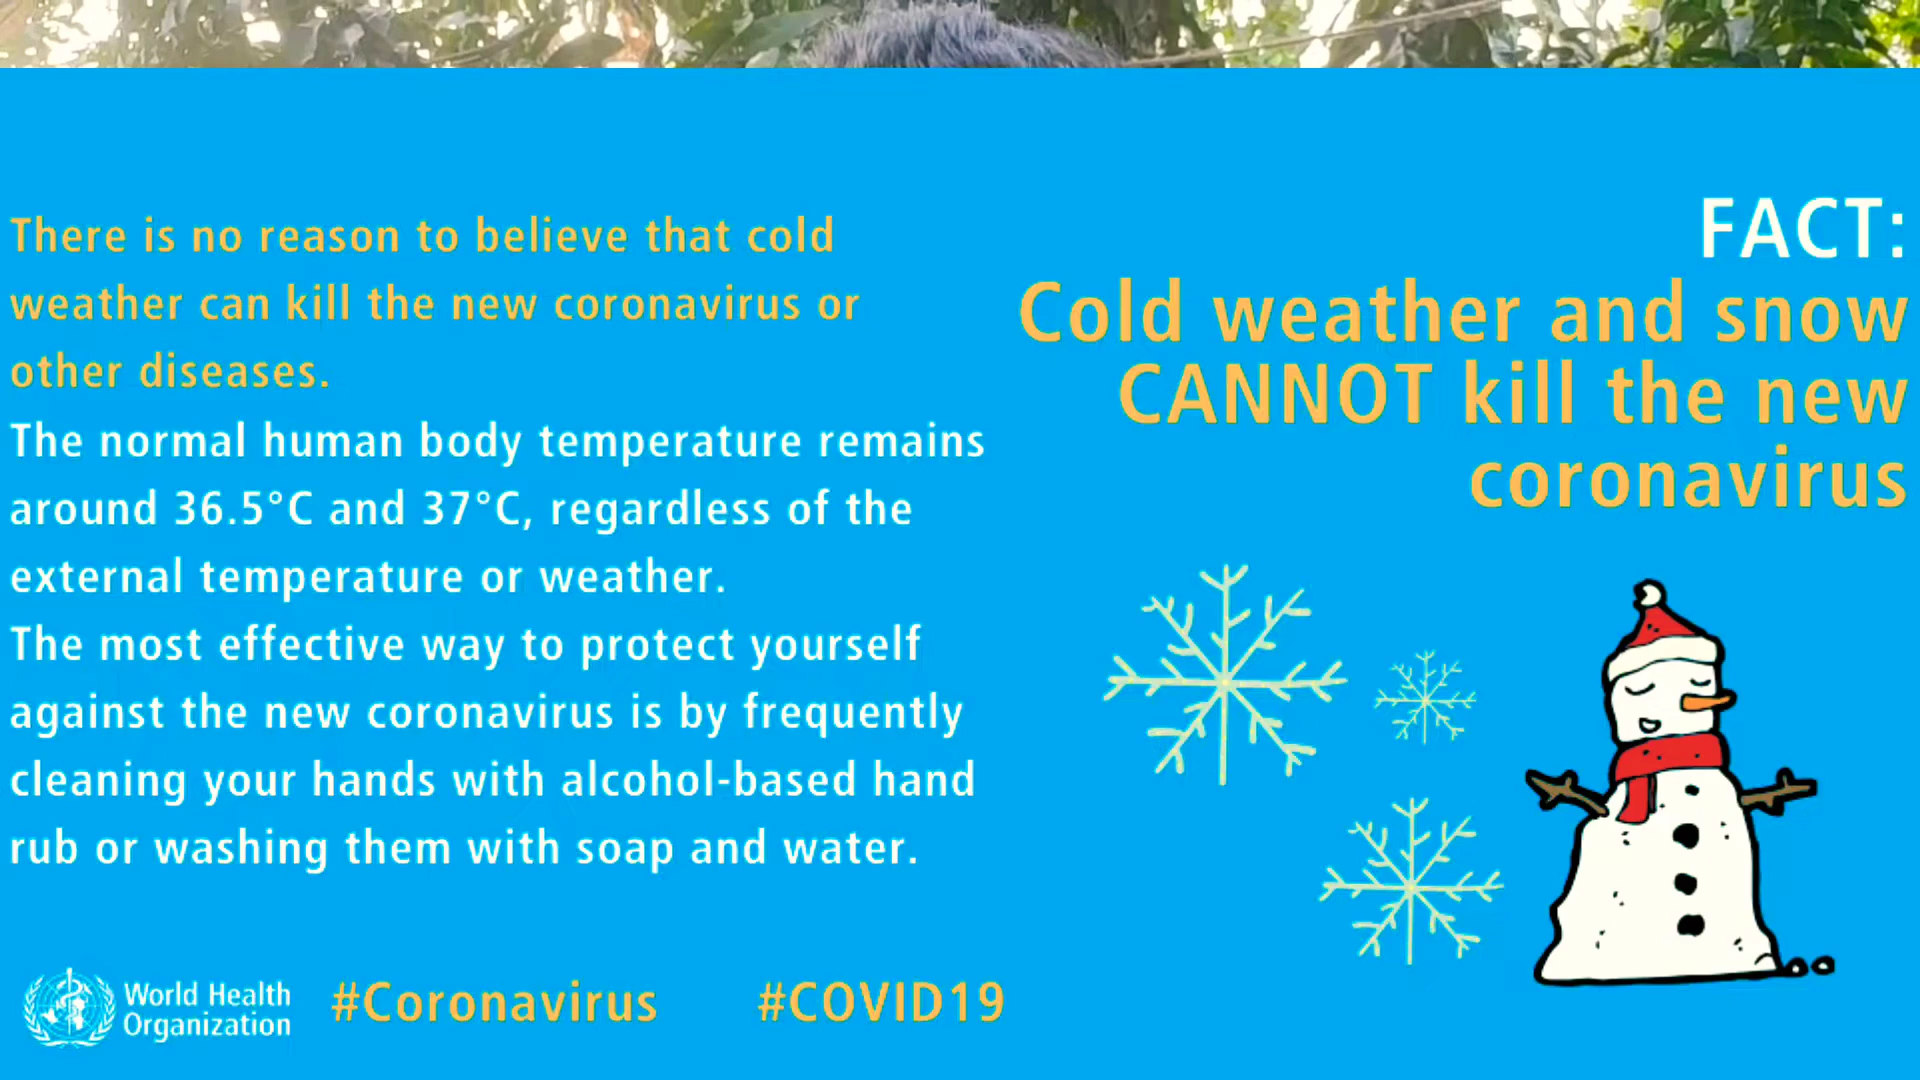 There is no reason to believe that cold
weather can kill the new coronavirus or
other diseases.
The normal human body temperature remains
around 36.5°C and 37°C, regardless of the
external temperature or weather.
The most effective way to protect yourself
against the new coronavirus is by frequently
cleaning your hands with alcohol-based hand
rub or washing them with soap and water.
FACT:
Cold weather and snow
CANNOT kill the new
coronavirus
World Health
Organization
#Coronavirus
#COVID19